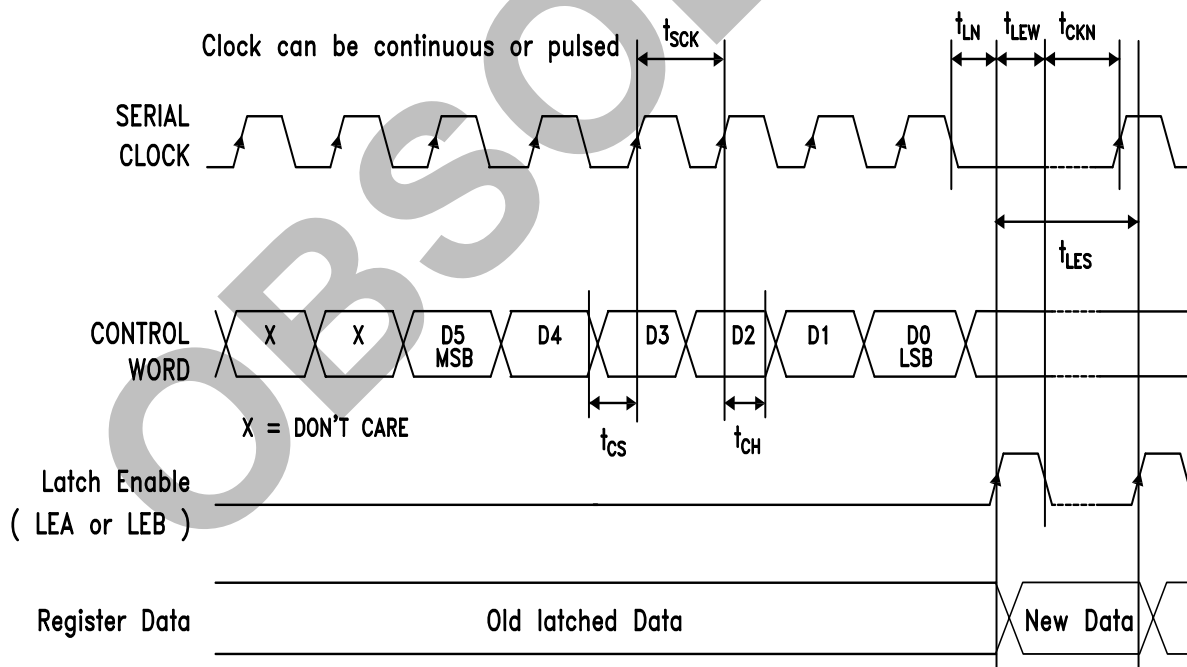 Clock can be continuous or pulsed
tSCK
tLN tLEW tCKN
SERIAL
CLOCK
tLES
CONTROL
WORD
X X D5 D4 D3 D2 D1 D0
MSB LSB
X = DON'T CARE
tCS tCH
Latch Enable
( LEA or LEB )
Register Data Old latched Data New Data
OBSO